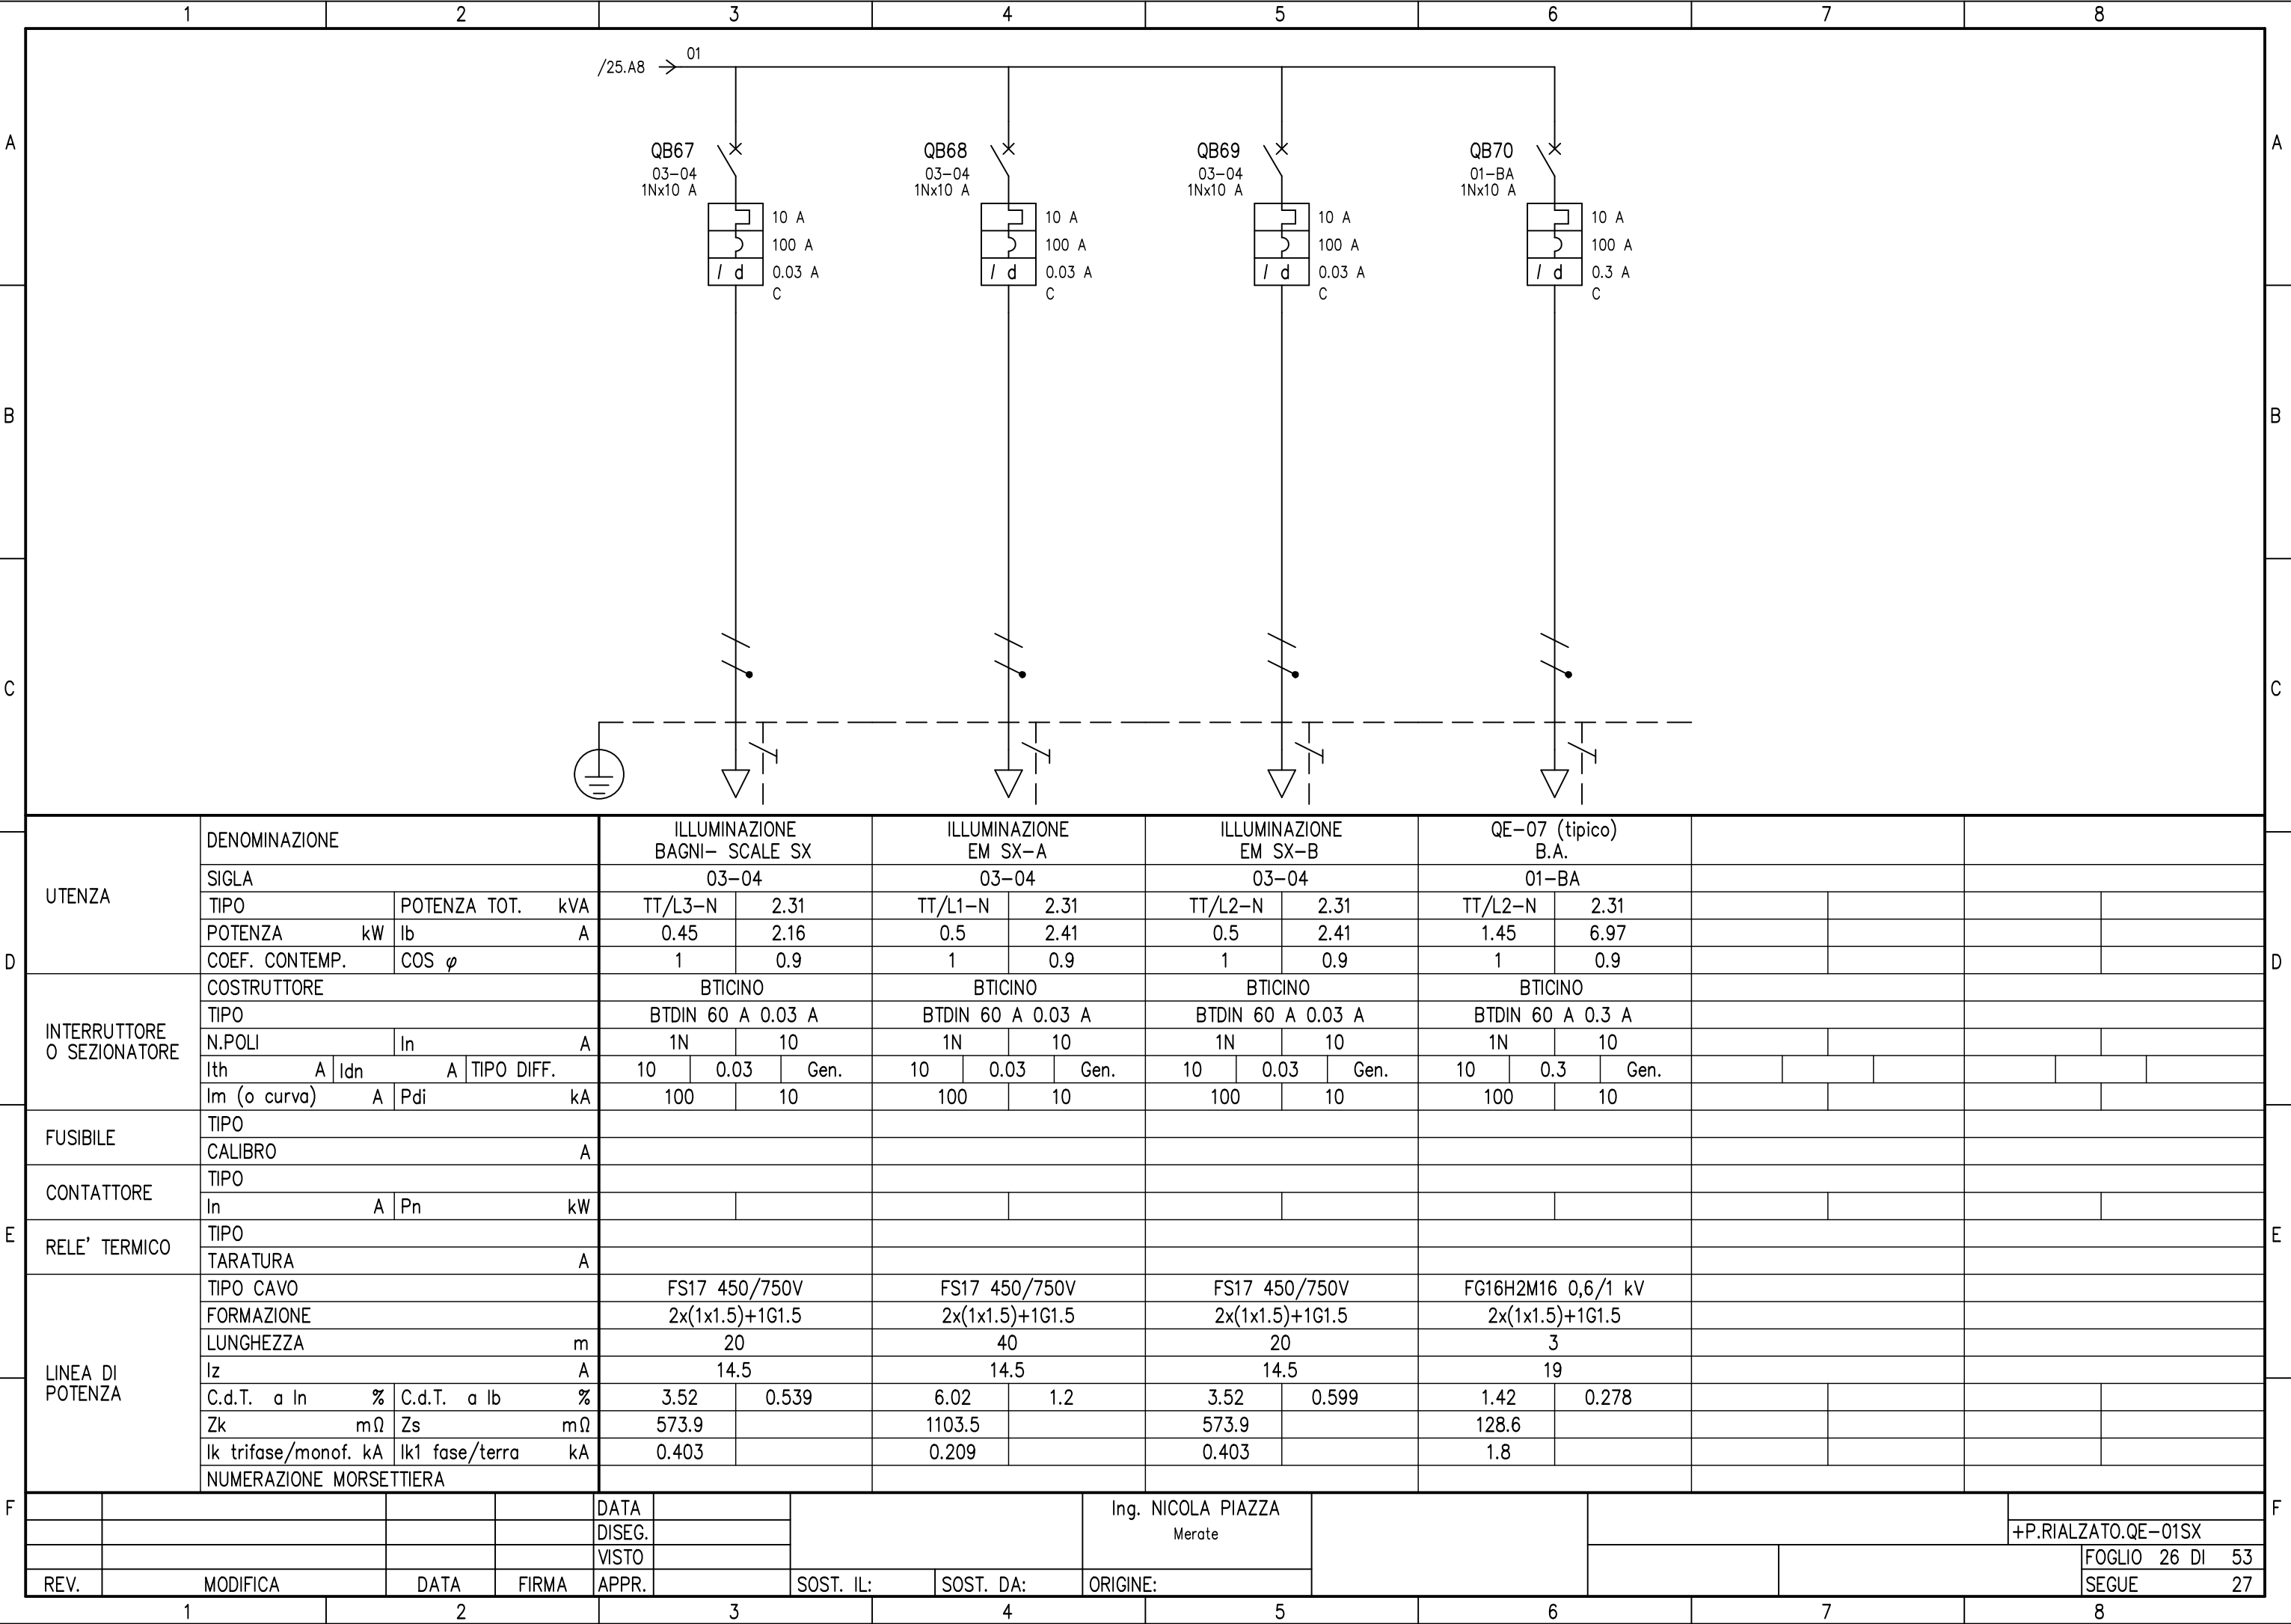 1 2 3 4 5 6 7 8
/25.A8 01
A A
QB67 QB68 QB69 QB70
03-04 03-04 03-04 01-BA
1Nx10 A 1Nx10 A 1Nx10 A 1Nx10 A
10 A 10 A 10 A 10 A
100 A 100 A 100 A 100 A
I d 0.03 A I d 0.03 A I d 0.03 A I d 0.3 A
C C C C
B B
C C
UTENZA
DENOMINAZIONE ILLUMINAZIONE ILLUMINAZIONE ILLUMINAZIONE QE-07 (tipico)
BAGNI- SCALE SX EM SX-A EM SX-B B.A.
SIGLA 03-04 03-04 03-04 01-BA
TIPO POTENZA TOT. kVA TT/L3-N 2.31 TT/L1-N 2.31 TT/L2-N 2.31 TT/L2-N 2.31
POTENZA kW Ib A 0.45 2.16 0.5 2.41 0.5 2.41 1.45 6.97
D COEF. CONTEMP. COS φ 1 0.9 1 0.9 1 0.9 1 0.9 D
INTERRUTTORE
O SEZIONATORE
COSTRUTTORE BTICINO BTICINO BTICINO BTICINO
TIPO BTDIN 60 A 0.03 A BTDIN 60 A 0.03 A BTDIN 60 A 0.03 A BTDIN 60 A 0.3 A
N.POLI In A 1N 10 1N 10 1N 10 1N 10
Ith A Idn A TIPO DIFF. 10 0.03 Gen. 10 0.03 Gen. 10 0.03 Gen. 10 0.3 Gen.
Im (o curva) A Pdi kA 100 10 100 10 100 10 100 10
FUSIBILE
TIPO
CALIBRO A
CONTATTORE
TIPO
In A Pn kW
E E
RELE' TERMICO
TIPO
TARATURA A
LINEA DI
POTENZA
TIPO CAVO FS17 450/750V FS17 450/750V FS17 450/750V FG16H2M16 0,6/1 kV
FORMAZIONE 2x(1x1.5)+1G1.5 2x(1x1.5)+1G1.5 2x(1x1.5)+1G1.5 2x(1x1.5)+1G1.5
LUNGHEZZA m 20 40 20 3
Iz A 14.5 14.5 14.5 19
C.d.T. a In % C.d.T. a Ib % 3.52 0.539 6.02 1.2 3.52 0.599 1.42 0.278
Zk mΩ Zs mΩ 573.9 1103.5 573.9 128.6
Ik trifase/monof. kA Ik1 fase/terra kA 0.403 0.209 0.403 1.8
NUMERAZIONE MORSETTIERA
F F
DATA Ing. NICOLA PIAZZA
DISEG. Merate +P.RIALZATO.QE-01SX
VISTO FOGLIO 26 DI 53
REV. MODIFICA DATA FIRMA APPR. SOST. IL: SOST. DA: ORIGINE: SEGUE 27
1 2 3 4 5 6 7 8